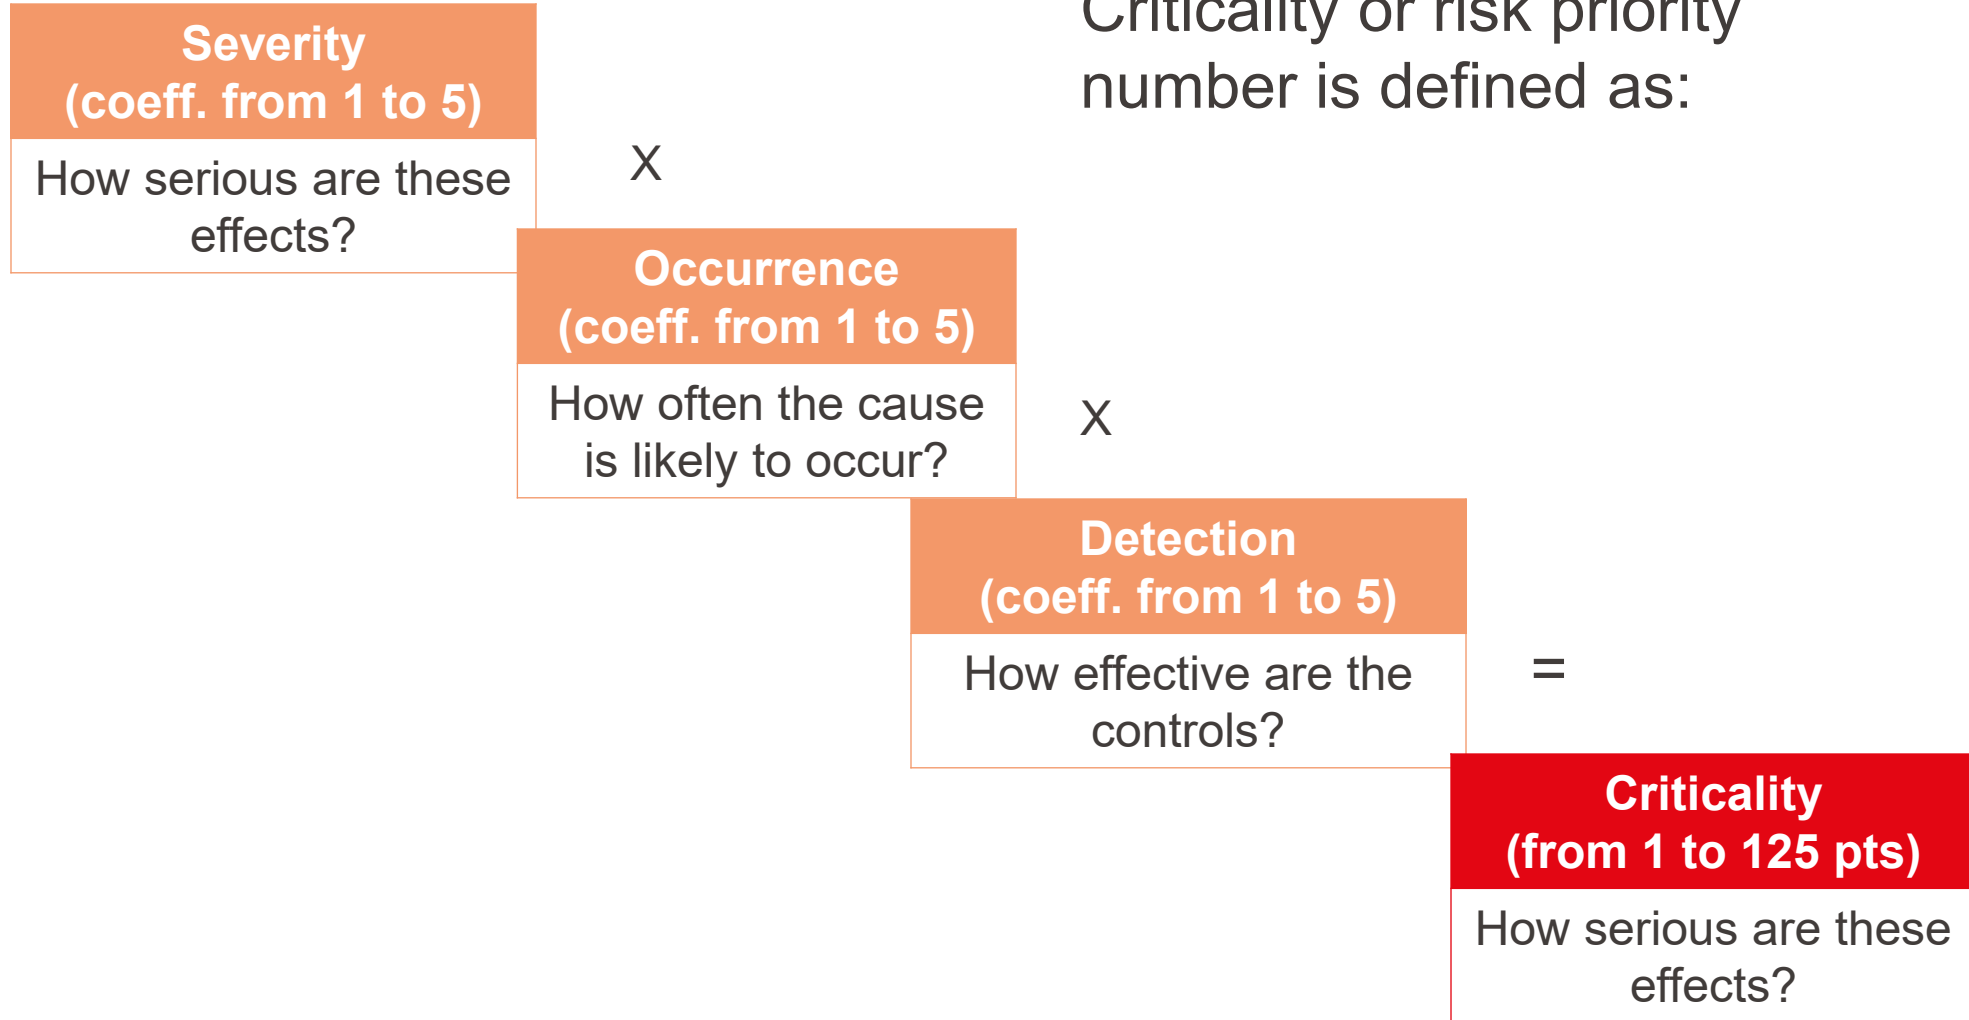 Criticality or risk priority
number is defined as:
Severity
(coeff. from 1 to 5)
How serious are these
effects?
X
Occurrence
(coeff. from 1 to 5)
How often the cause
is likely to occur?
X
Detection
(coeff. from 1 to 5)
How effective are the
controls?
=
Criticality
(from 1 to 125 pts)
How serious are these
effects?